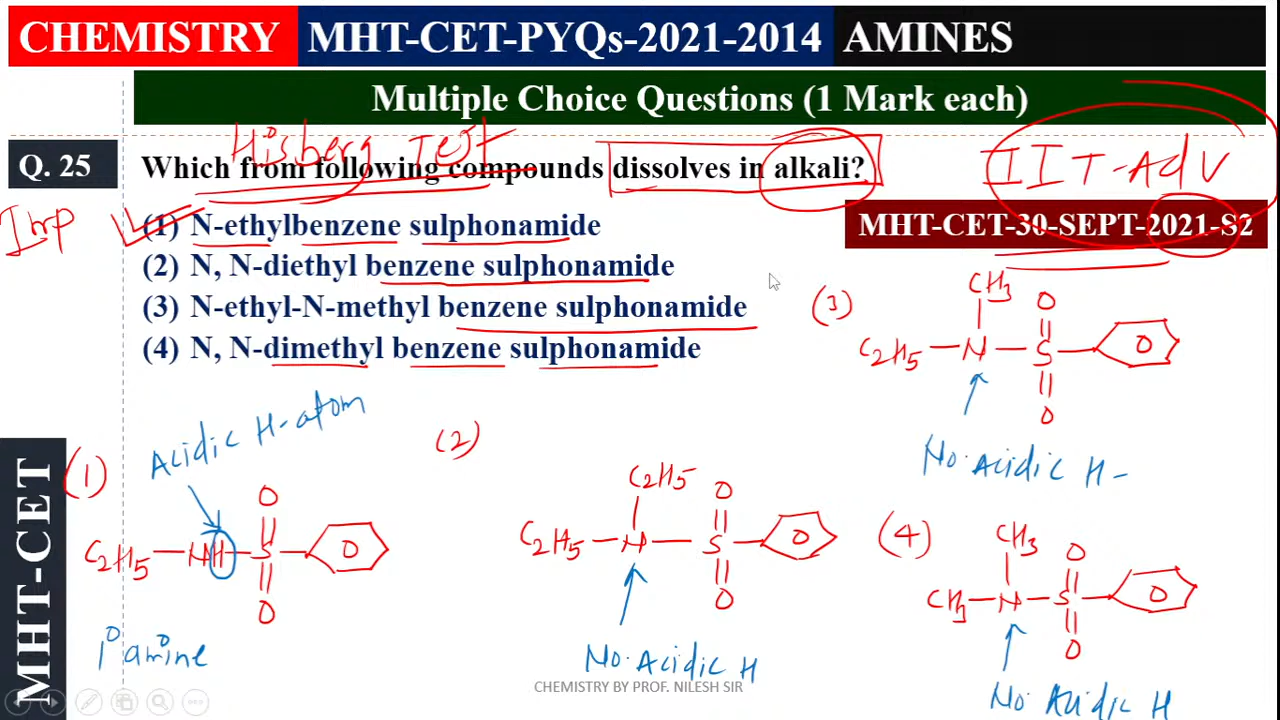 CHEMISTRY MHT-CET-PYQs-2021-2014 AMINES
Multiple Choice Questions (1 Mark each)
Hisberg Test
Q. 25 Which from following compounds dissolves in alkali?
IIT-Adv
Imp
(1) N-ethylbenzene sulphonamide
MHT-CET-30-SEPT-2021-S2
(2) N, N-diethyl benzene sulphonamide
(3) N-ethyl-N-methyl benzene sulphonamide
(4) N, N-dimethyl benzene sulphonamide
(3)
CH3 O
C2H5 N S O
O
No. Acidic H
Acidic H-atom
(1)
O
C2H5 NH S O
O
1° amine
(2)
C2H5 O
C2H5 N S O
O
No. Acidic H
(4)
CH3 O
CH3 N S O
O
No Acidic H
MHT-CET
CHEMISTRY BY PROF. NILESH SIR